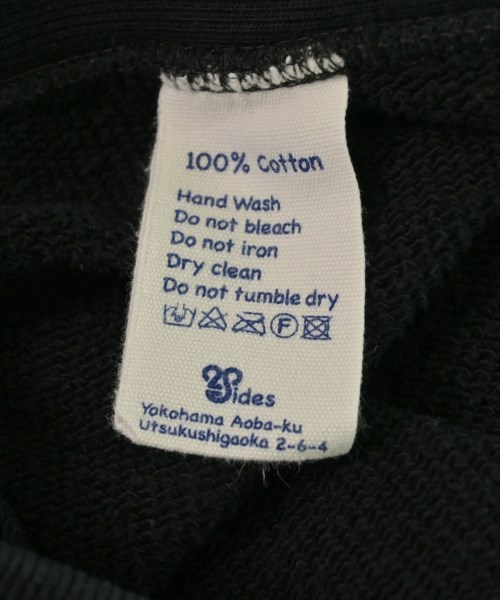 100% Cotton
Hand Wash
Do not bleach
Do not iron
Dry clean
Do not tumble dry
F
2Sides
Yokohama Aoba-ku
Utsukushigaoka 2-6-4